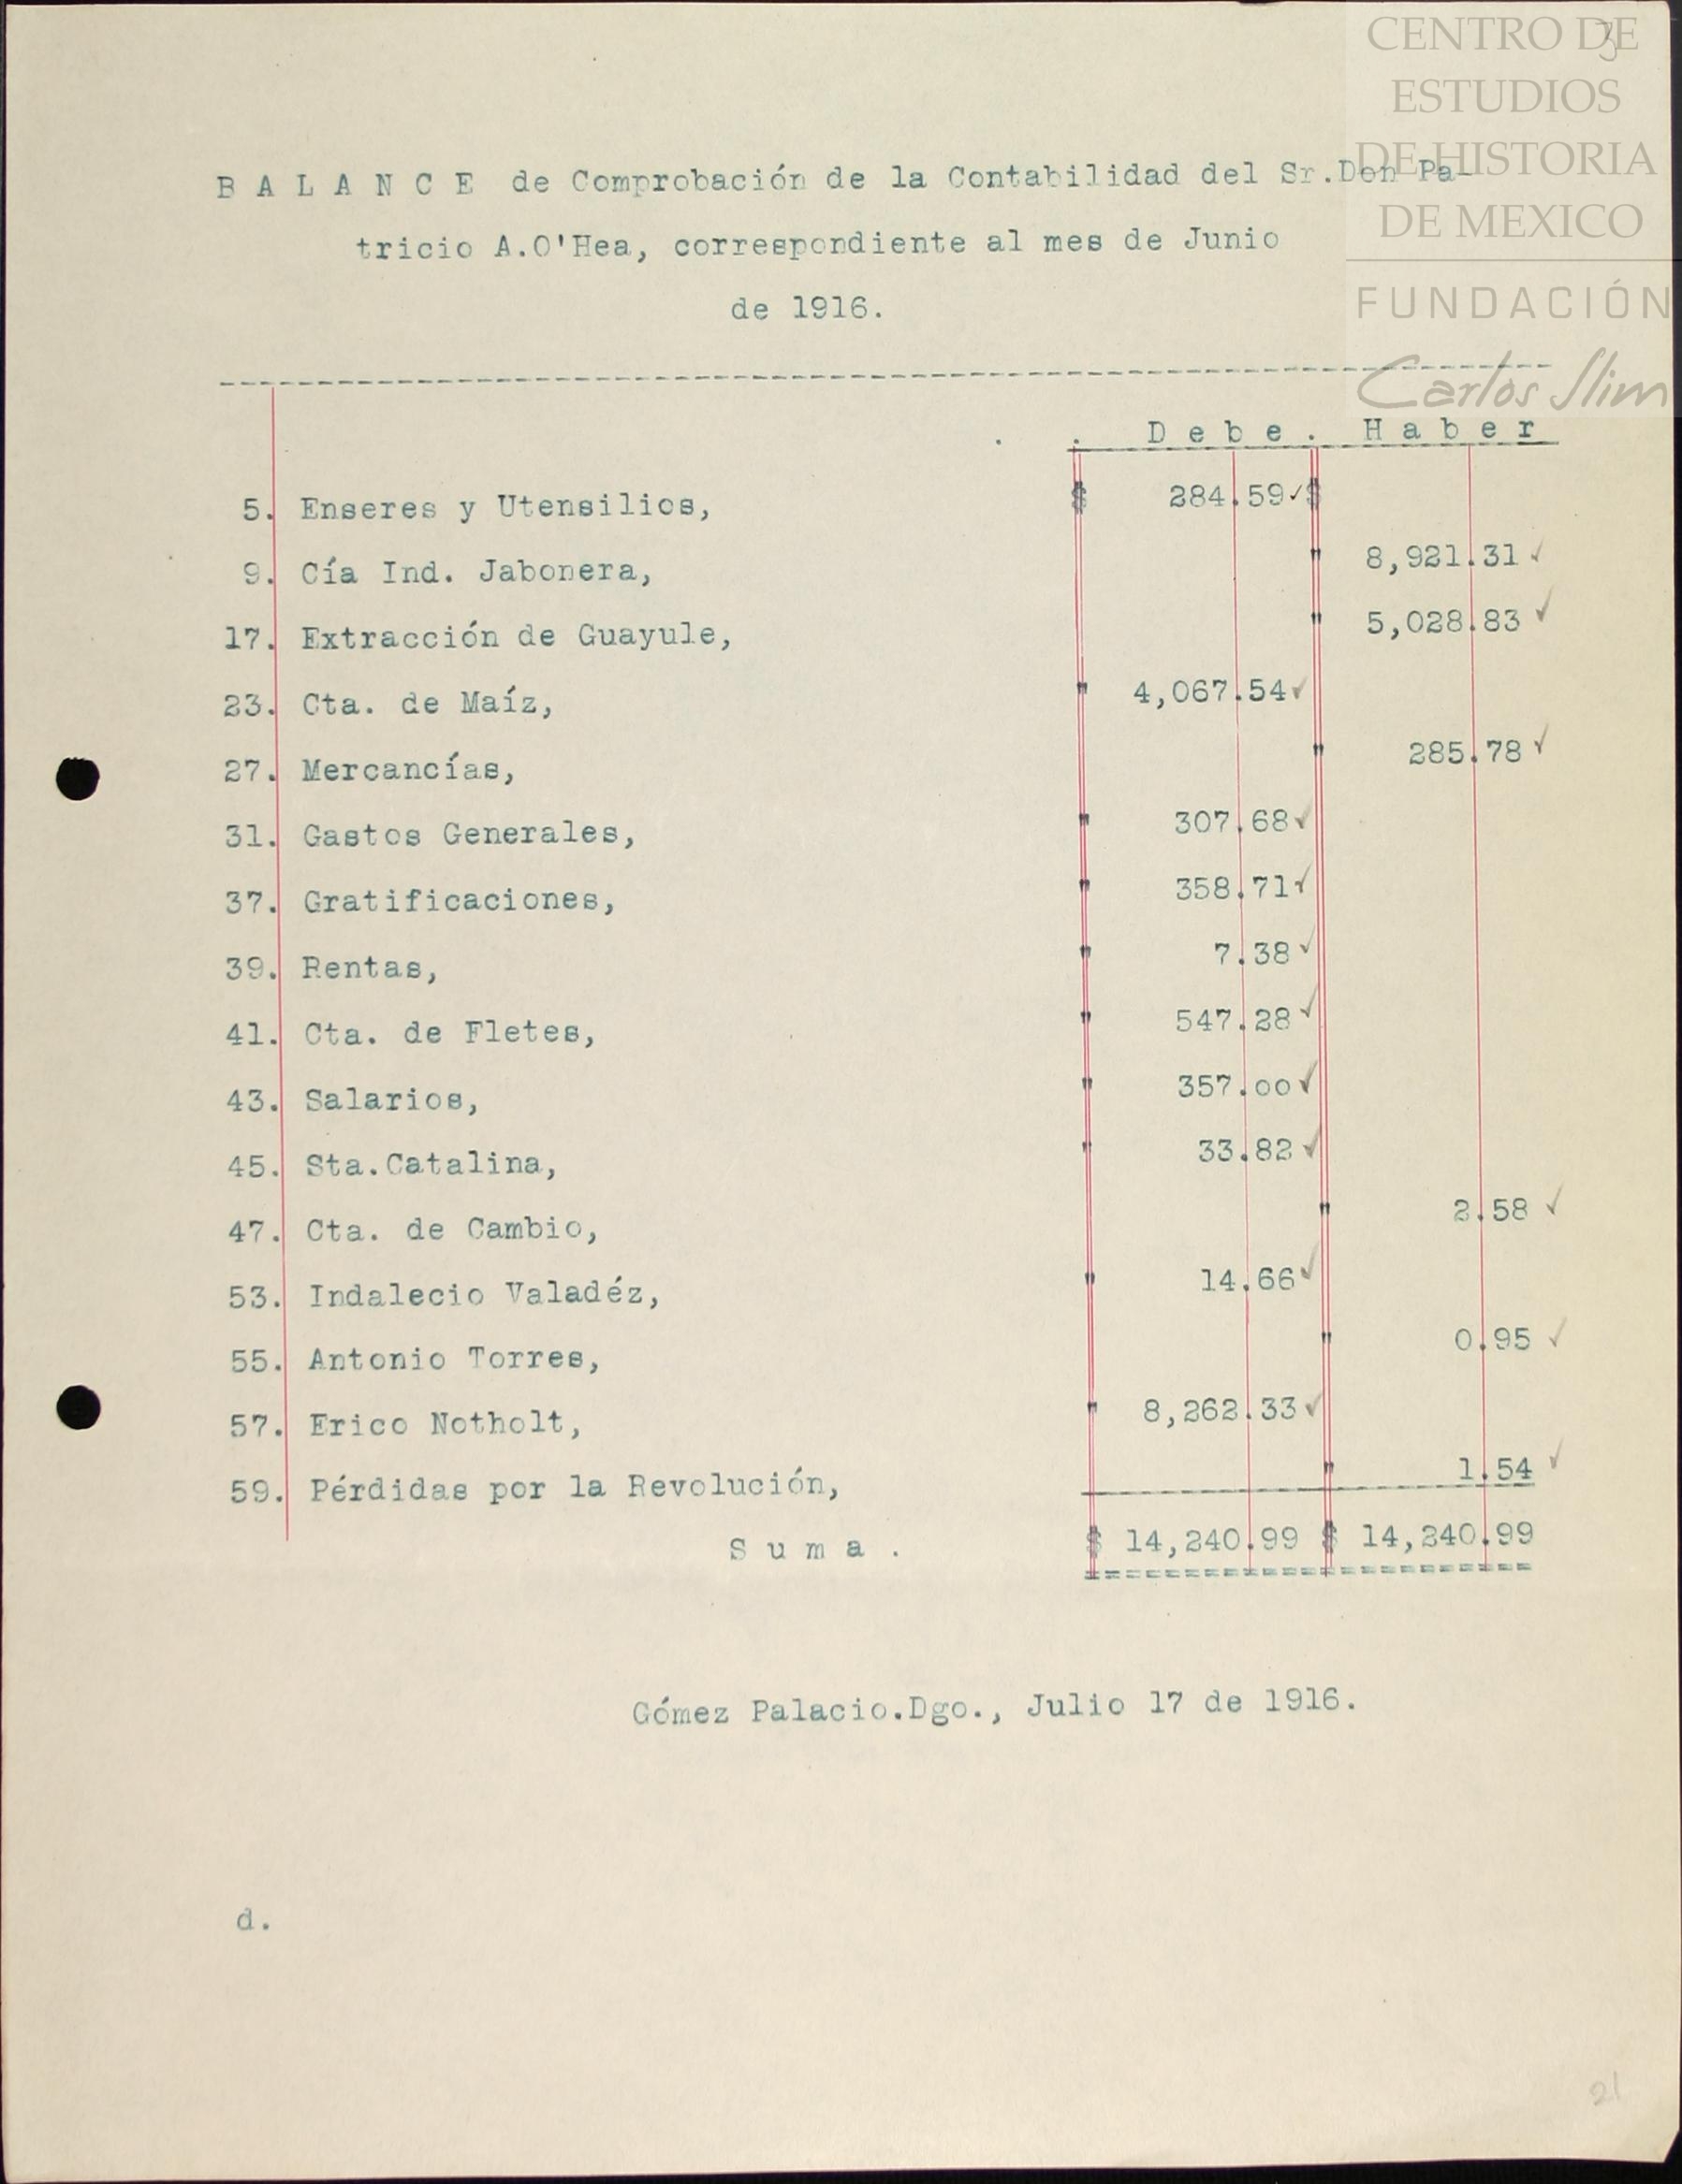 CENTRO DE
ESTUDIOS
DE HISTORIA
DE MEXICO
FUNDACIÓN
Carlos Slim
3
B A L A N C E de Comprobación de la Contabilidad del Sr.Don Pa-
tricio A.O'Hea, correspondiente al mes de Junio
de 1916.
. . D e b e . H a b e r
5. Enseres y Utensilios, $ 284.59✓$
9. Cía Ind. Jabonera, " 8,921.31 ✓
17. Extracción de Guayule, " 5,028.83 ✓
23. Cta. de Maíz, " 4,067.54✓
27. Mercancías, " 285.78 ✓
31. Gastos Generales, " 307.68✓
37. Gratificaciones, " 358.71✓
39. Rentas, " 7.38 ✓
41. Cta. de Fletes, " 547.28 ✓
43. Salarios, " 357.00 ✓
45. Sta.Catalina, " 33.82 ✓
47. Cta. de Cambio, " 2.58 ✓
53. Indalecio Valadéz, " 14.66 ✓
55. Antonio Torres, " 0.95 ✓
57. Erico Notholt, " 8,262.33 ✓
59. Pérdidas por la Revolución, " 1.54 ✓
S u m a . $ 14,240.99 $ 14,240.99
Gómez Palacio.Dgo., Julio 17 de 1916.
d.
21